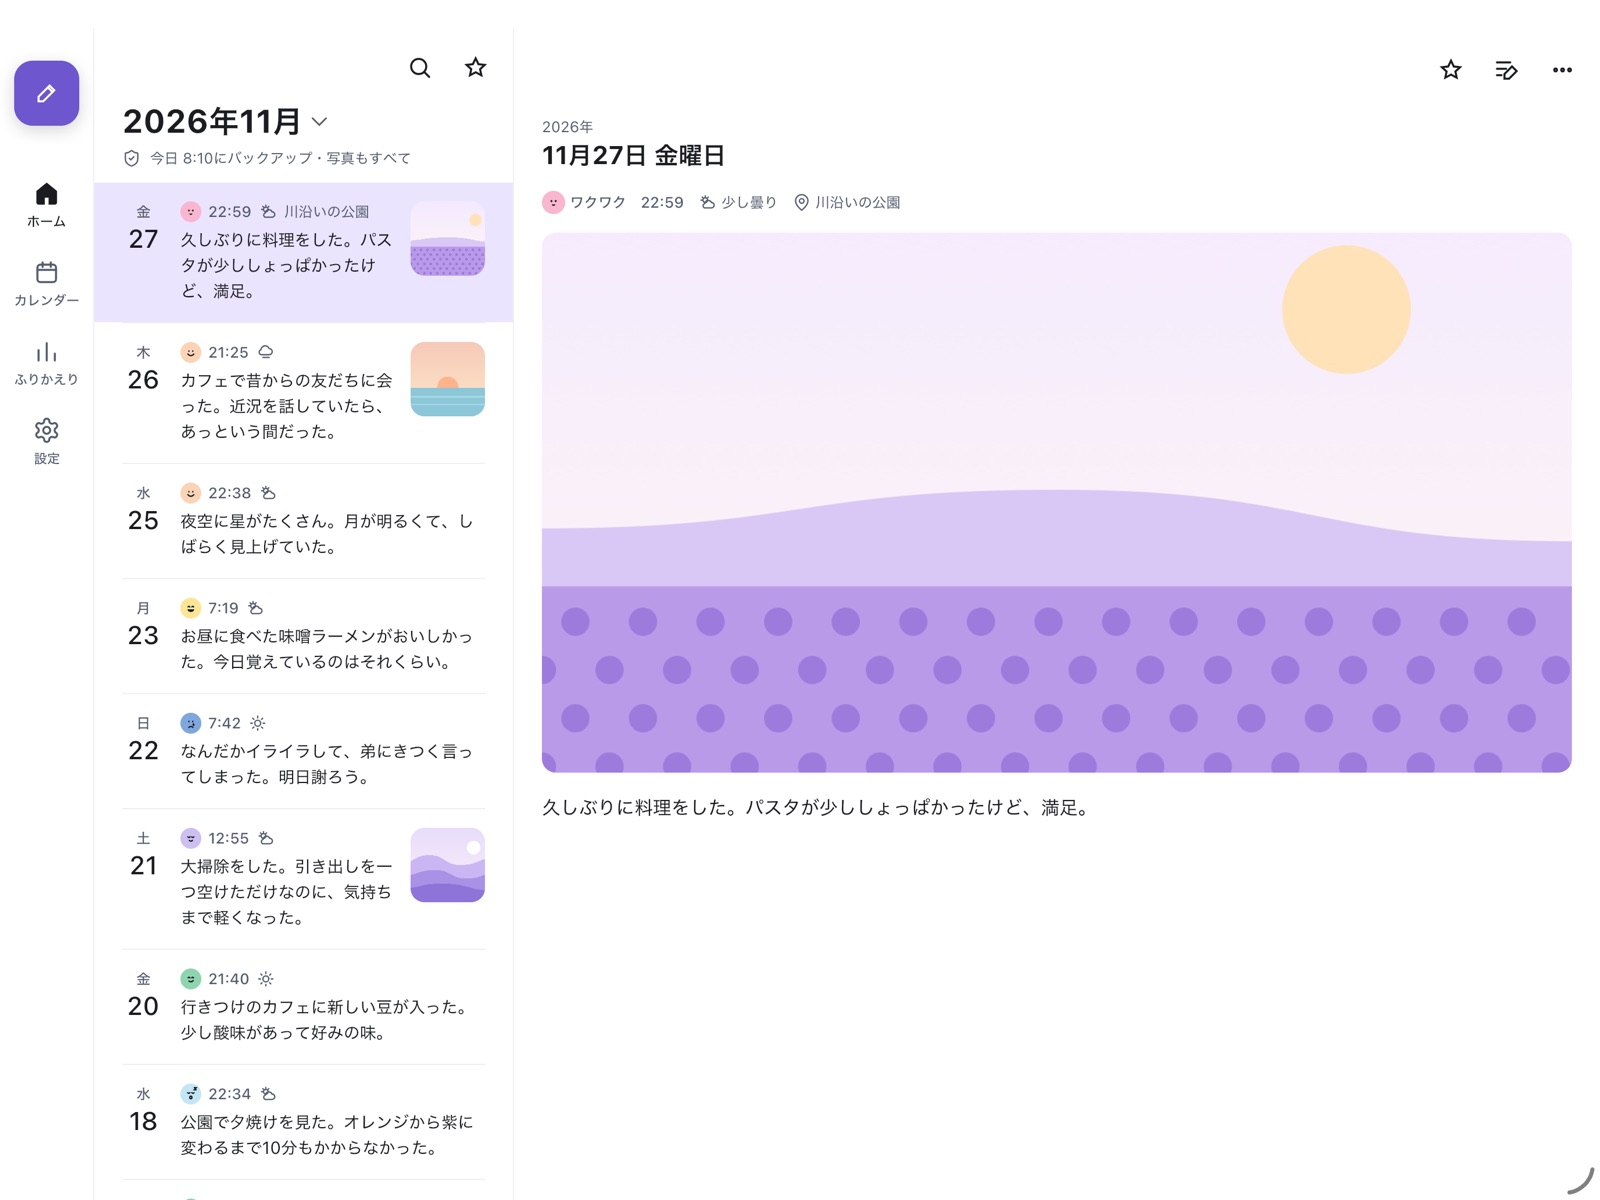 ホーム
カレンダー
ふりかえり
設定
2026年11月
今日 8:10にバックアップ・写真もすべて
金
27
22:59 川沿いの公園
久しぶりに料理をした。パス
タが少ししょっぱかったけ
ど、満足。
木
26
21:25
カフェで昔からの友だちに会
った。近況を話していたら、
あっという間だった。
水
25
22:38
夜空に星がたくさん。月が明るくて、し
ばらく見上げていた。
月
23
7:19
お昼に食べた味噌ラーメンがおいしかっ
た。今日覚えているのはそれくらい。
日
22
7:42
なんだかイライラして、弟にきつく言っ
てしまった。明日謝ろう。
土
21
12:55
大掃除をした。引き出しを一
つ空けただけなのに、気持ち
まで軽くなった。
金
20
21:40
行きつけのカフェに新しい豆が入った。
少し酸味があって好みの味。
水
18
22:34
公園で夕焼けを見た。オレンジから紫に
変わるまで10分もかからなかった。
2026年
11月27日 金曜日
ワクワク 22:59 少し曇り 川沿いの公園
久しぶりに料理をした。パスタが少ししょっぱかったけど、満足。